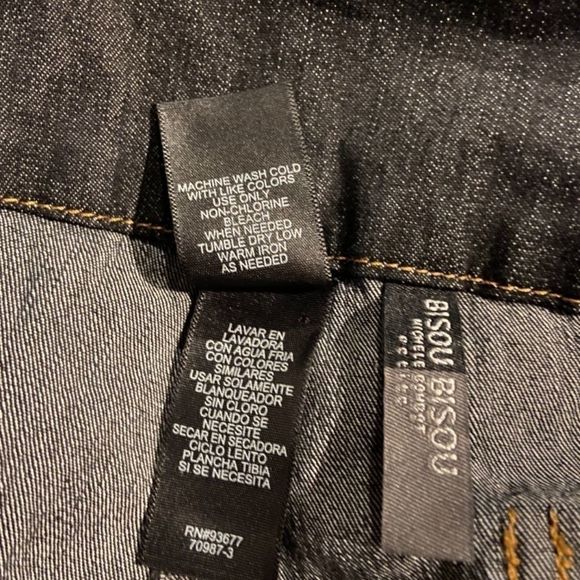 MACHINE WASH COLD
WITH LIKE COLORS
USE ONLY
NON-CHLORINE
BLEACH
WHEN NEEDED
TUMBLE DRY LOW
WARM IRON
AS NEEDED
LAVAR EN
LAVADORA
CON AGUA FRIA
CON COLORES
SIMILARES
USAR SOLAMENTE
BLANQUEADOR
SIN CLORO
CUANDO SE
NECESITE
SECAR EN SECADORA
CICLO LENTO
PLANCHA TIBIA
SI SE NECESITA
RN#93677
70987-3
BISOU BISOU
MICHELE BOHBOT